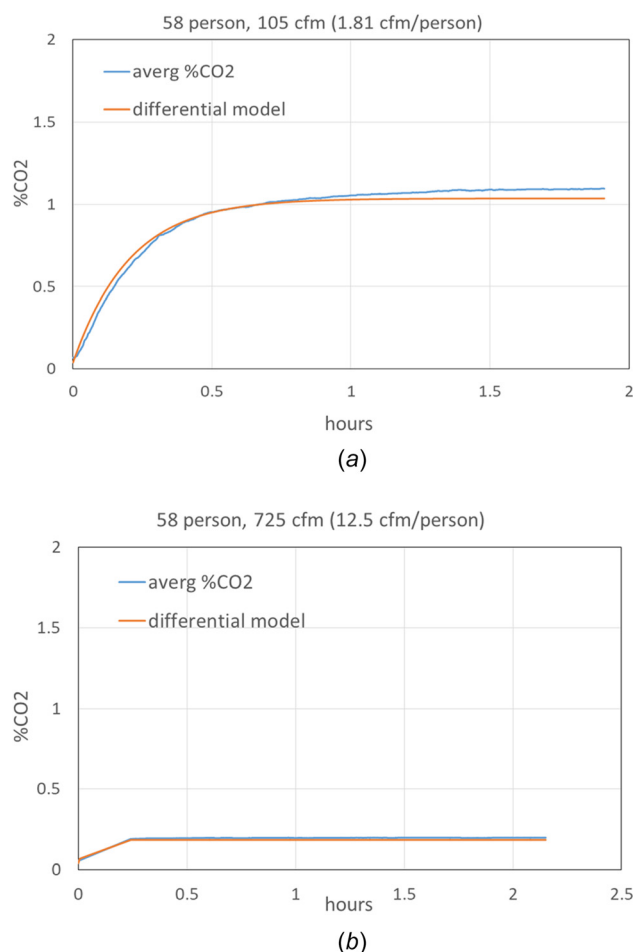 58 person, 105 cfm (1.81 cfm/person)
2
averg %CO2
differential model
1.5
%CO2
1
0.5
0
0 0.5 1 1.5 2
hours
(a)
58 person, 725 cfm (12.5 cfm/person)
2
averg %CO2
differential model
1.5
%CO2
1
0.5
0
0 0.5 1 1.5 2 2.5
hours
(b)